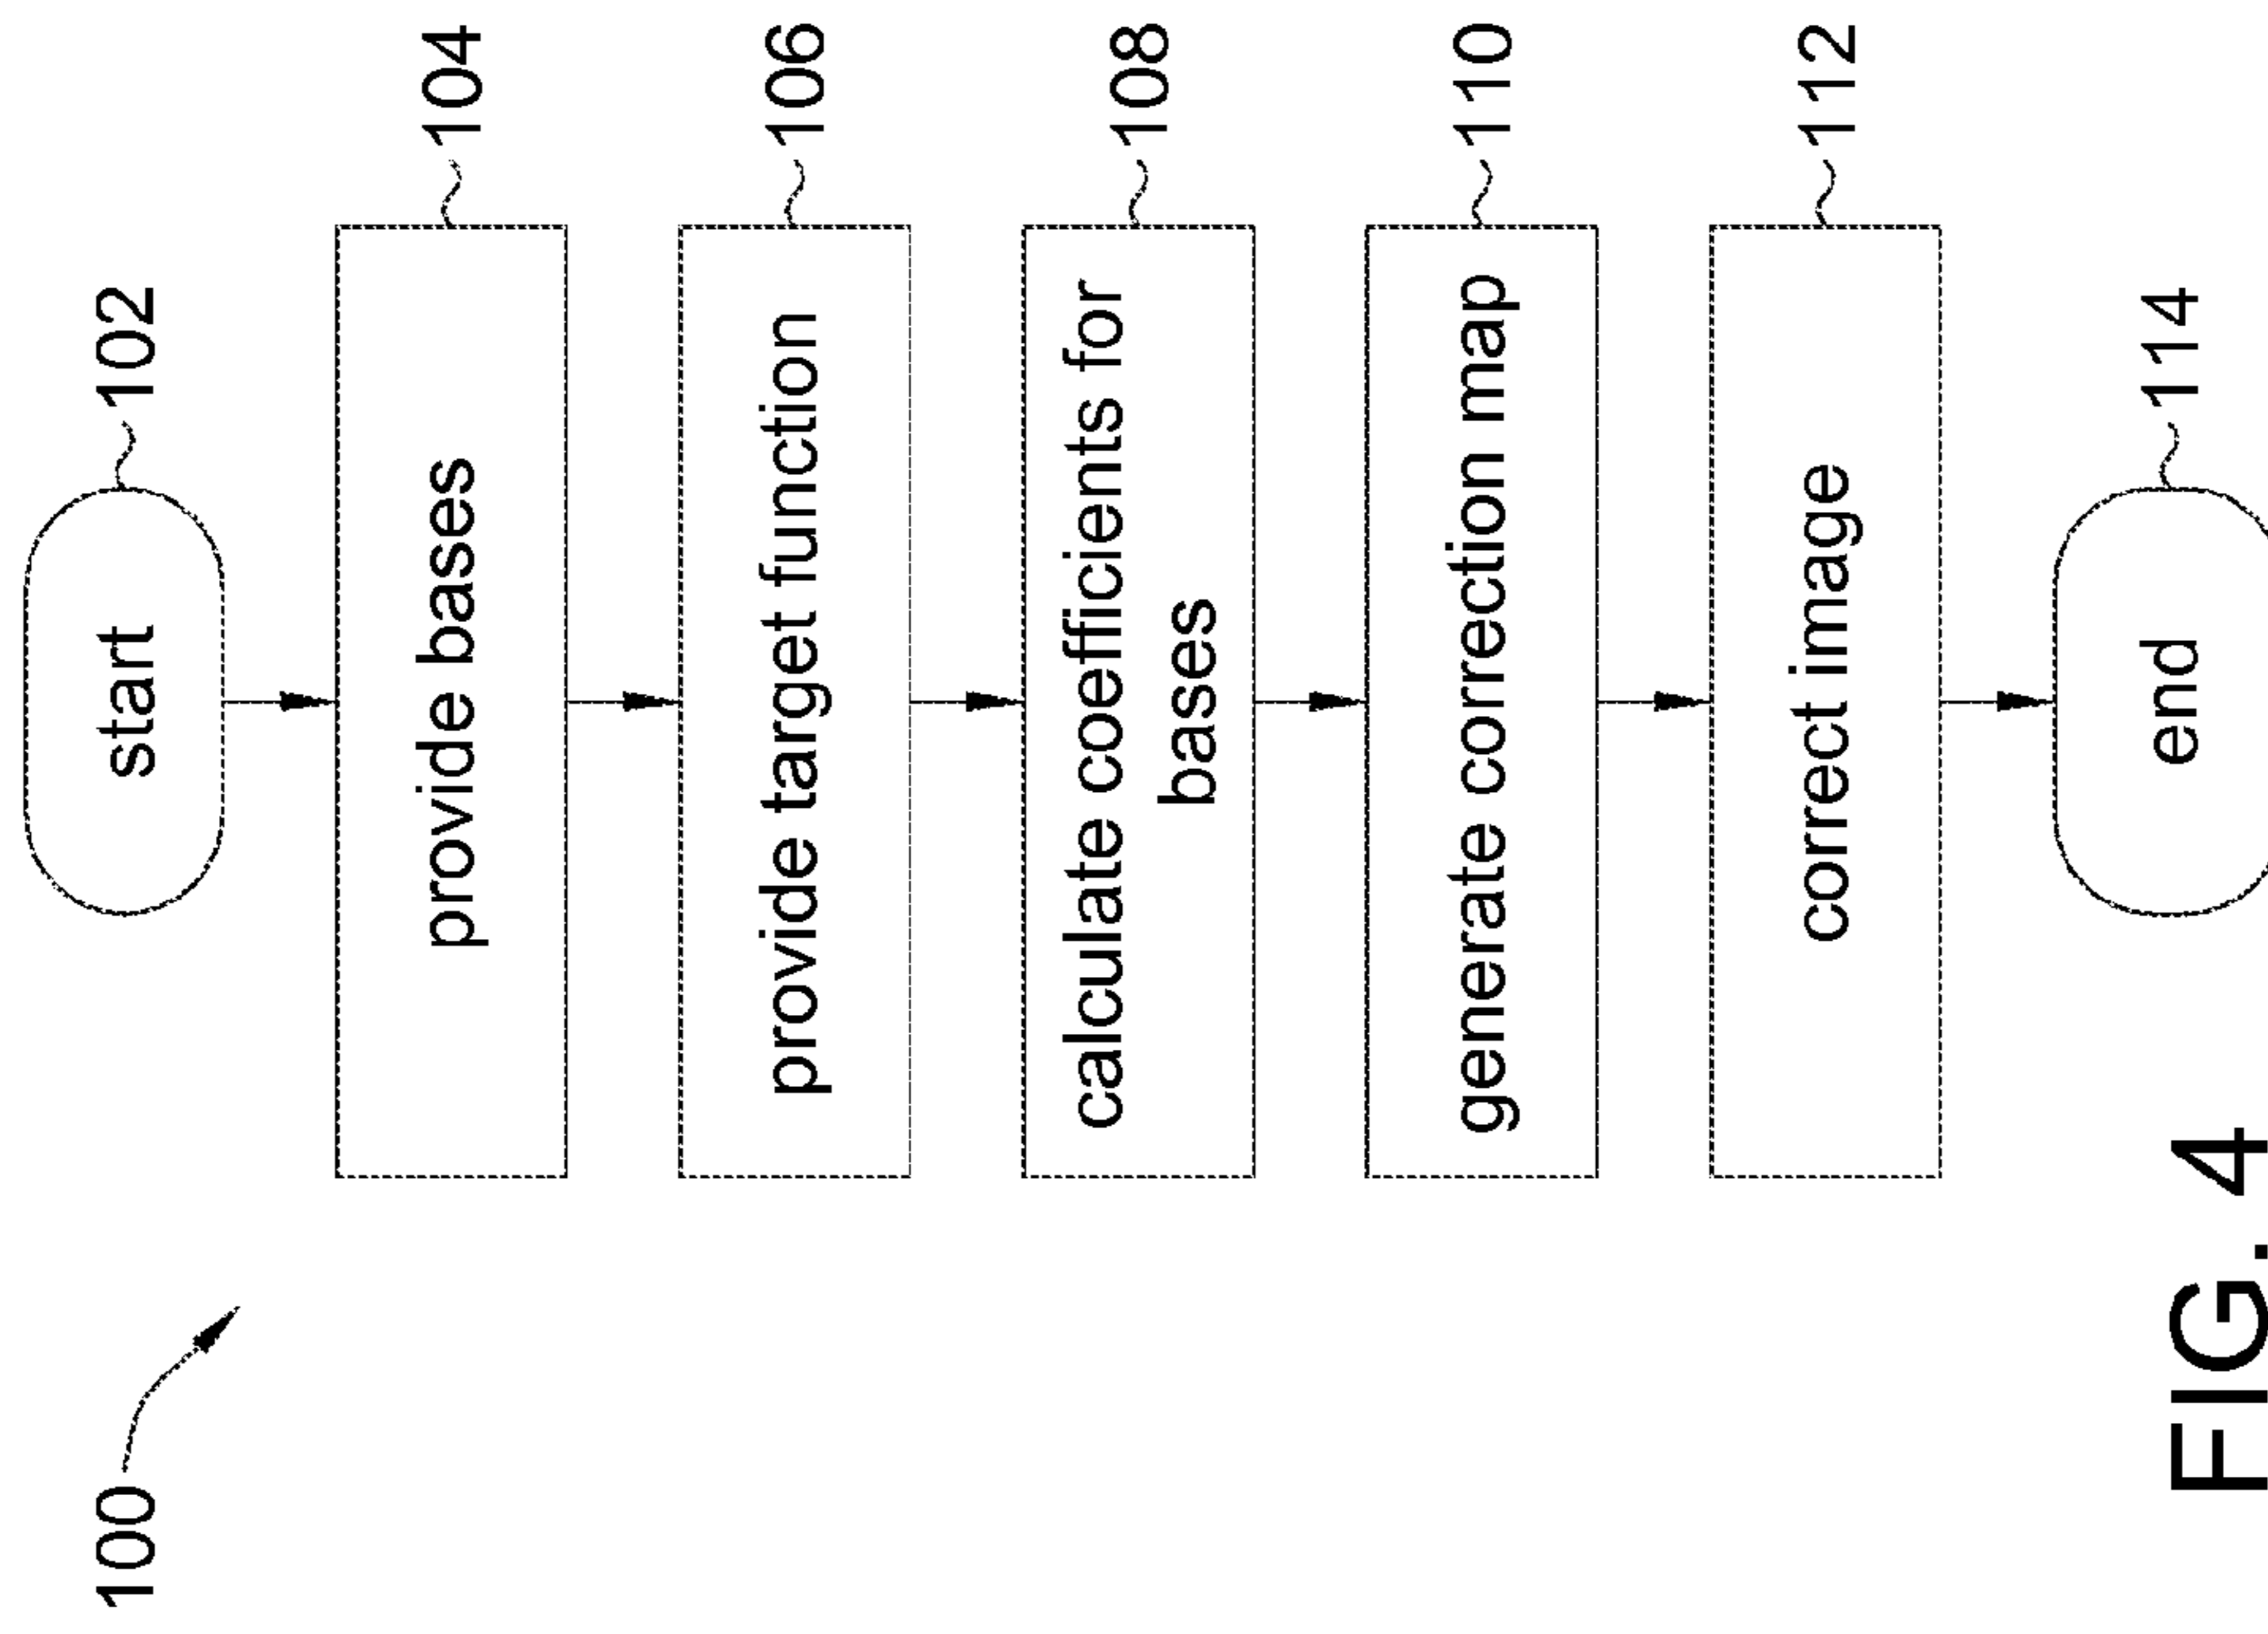 100
start
102
provide bases
104
provide target function
106
calculate coefficients for
bases
108
generate correction map
110
correct image
112
end
114
FIG. 4